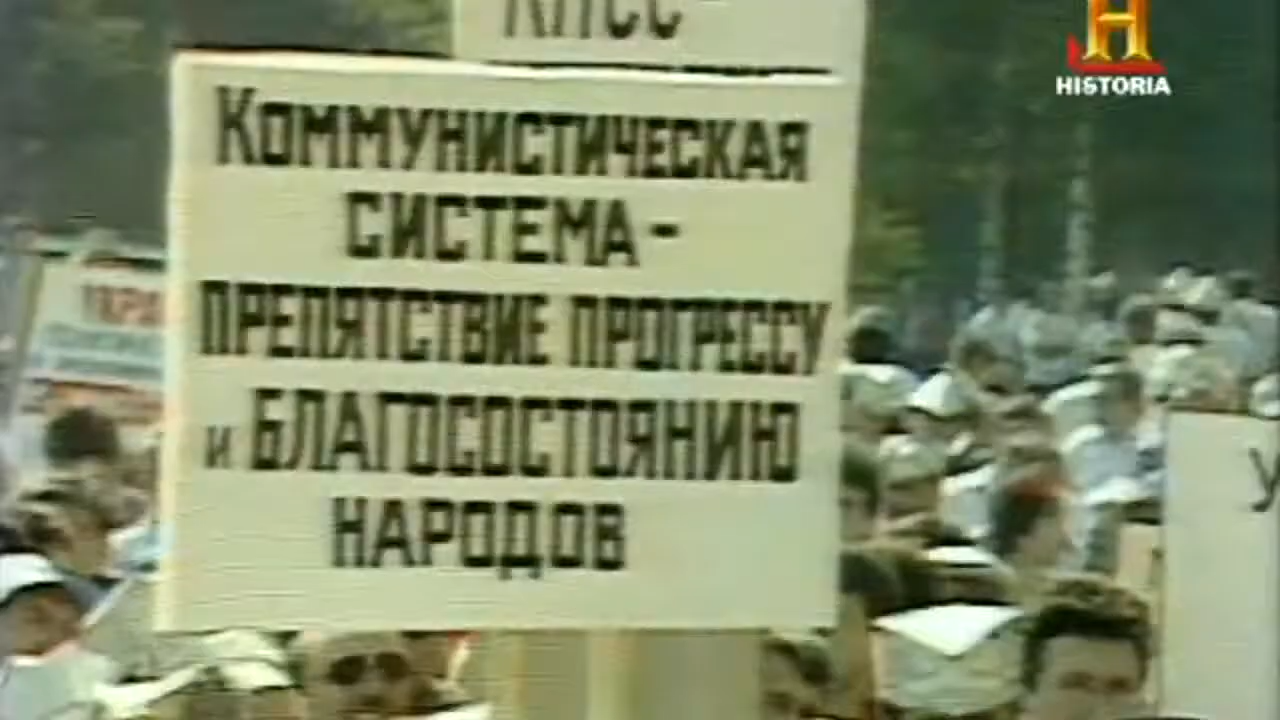 КПСС -
H
HISTORIA
Коммунистическая
система -
препятствие прогрессу
и благосостоянию
народов